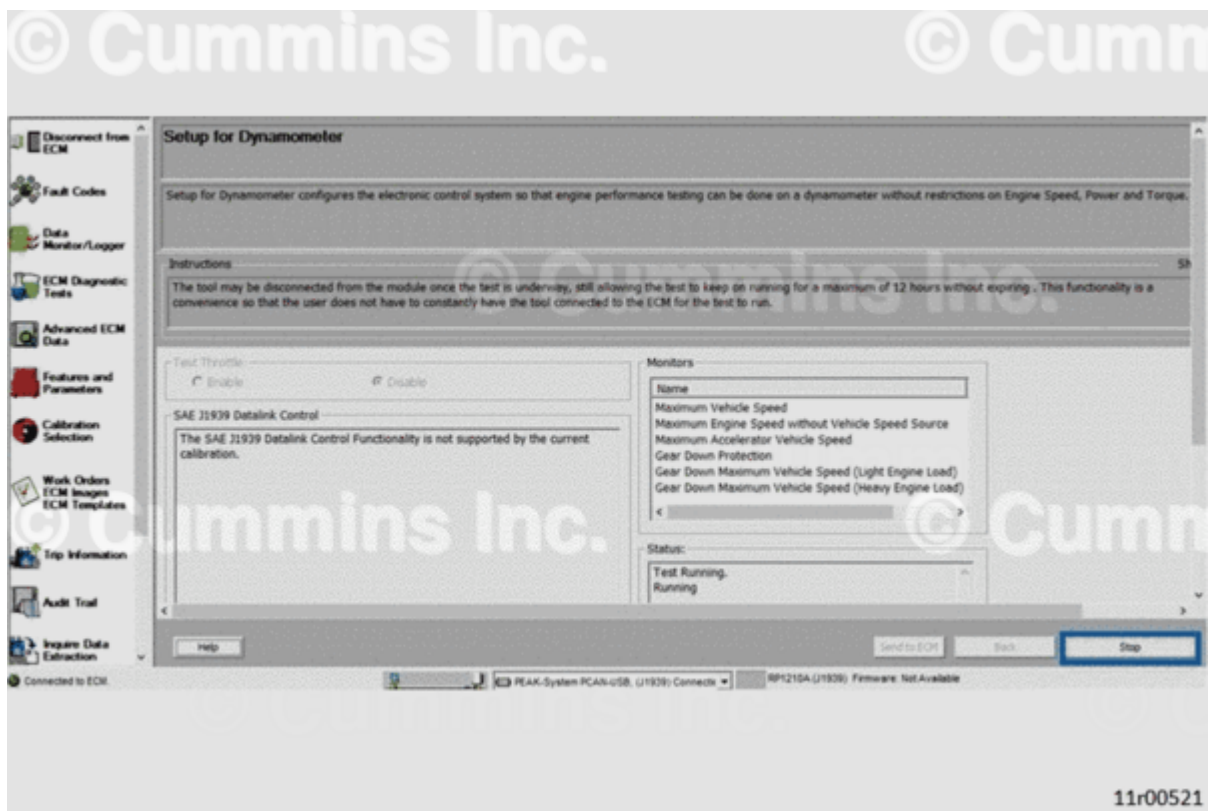 © Cummins Inc.
© Cumm
Disconnect from
ECM
Fault Codes
Data
Monitor/Logger
ECM Diagnostic
Tests
Advanced ECM
Data
Features and
Parameters
Calibration
Selection
Work Orders
ECM Images
ECM Templates
Trip Information
Audit Trail
Inquire Data
Extraction
Setup for Dynamometer
Setup for Dynamometer configures the electronic control system so that engine performance testing can be done on a dynamometer without restrictions on Engine Speed, Power and Torque.
Instructions
Sh
The tool may be disconnected from the module once the test is underway, still allowing the test to keep on running for a maximum of 12 hours without expiring . This functionality is a
convenience so that the user does not have to constantly have the tool connected to the ECM for the test to run.
© Cummins Inc.
Test Throttle
Enable
Disable
SAE J1939 Datalink Control
The SAE J1939 Datalink Control Functionality is not supported by the current
calibration.
Monitors
Name
Maximum Vehicle Speed
Maximum Engine Speed without Vehicle Speed Source
Maximum Accelerator Vehicle Speed
Gear Down Protection
Gear Down Maximum Vehicle Speed (Light Engine Load)
Gear Down Maximum Vehicle Speed (Heavy Engine Load)
© Cummins Inc.
© Cumm
Status:
Test Running.
Running
Help
Send to ECM
Back
Stop
Connected to ECM.
PEAK-System PCAN-USB, (J1939) Connecte
RP1210A (J1939) Firmware: Not Available
© Cummins Inc.
© C
11r00521